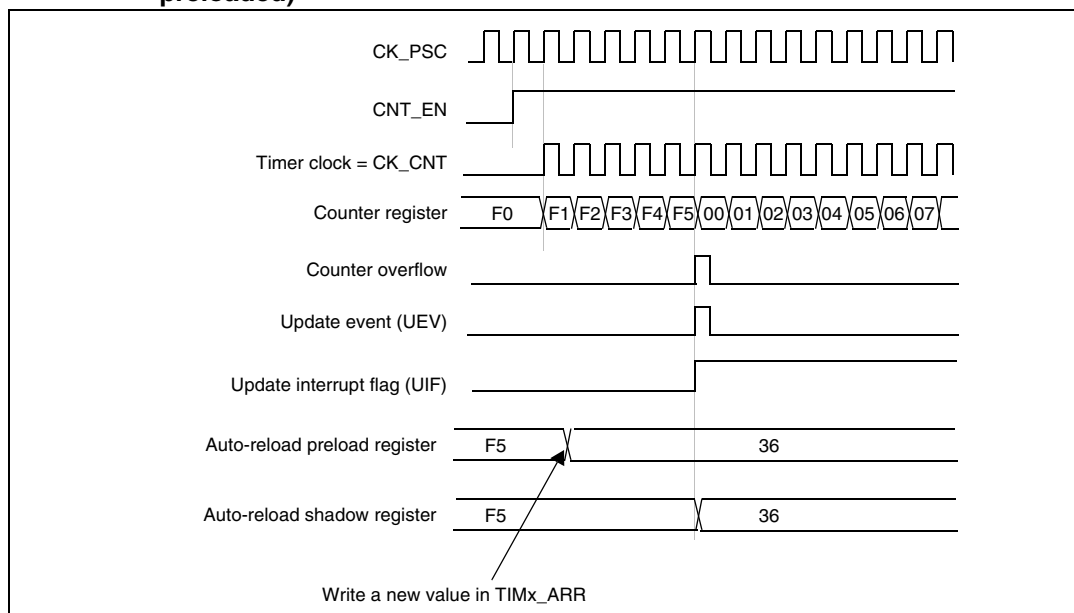 preloaded)
CK_PSC
CNT_EN
Timer clock = CK_CNT
Counter register F0 F1 F2 F3 F4 F5 00 01 02 03 04 05 06 07
Counter overflow
Update event (UEV)
Update interrupt flag (UIF)
Auto-reload preload register F5 36
Auto-reload shadow register F5 36
Write a new value in TIMx_ARR